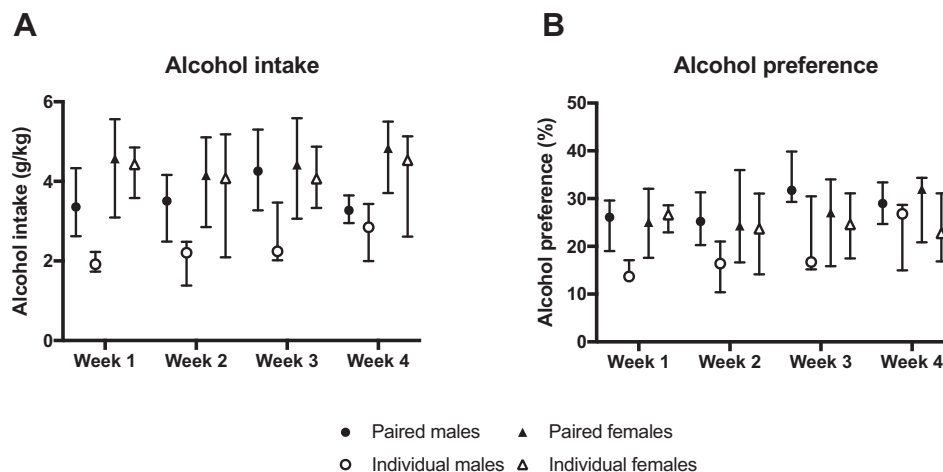 A
B
Alcohol intake
Alcohol preference
Alcohol intake (g/kg)
6
4
2
0
Week 1 Week 2 Week 3 Week 4
Alcohol preference (%)
50
40
30
20
10
0
Week 1 Week 2 Week 3 Week 4
Paired males Paired females
Individual males Individual females